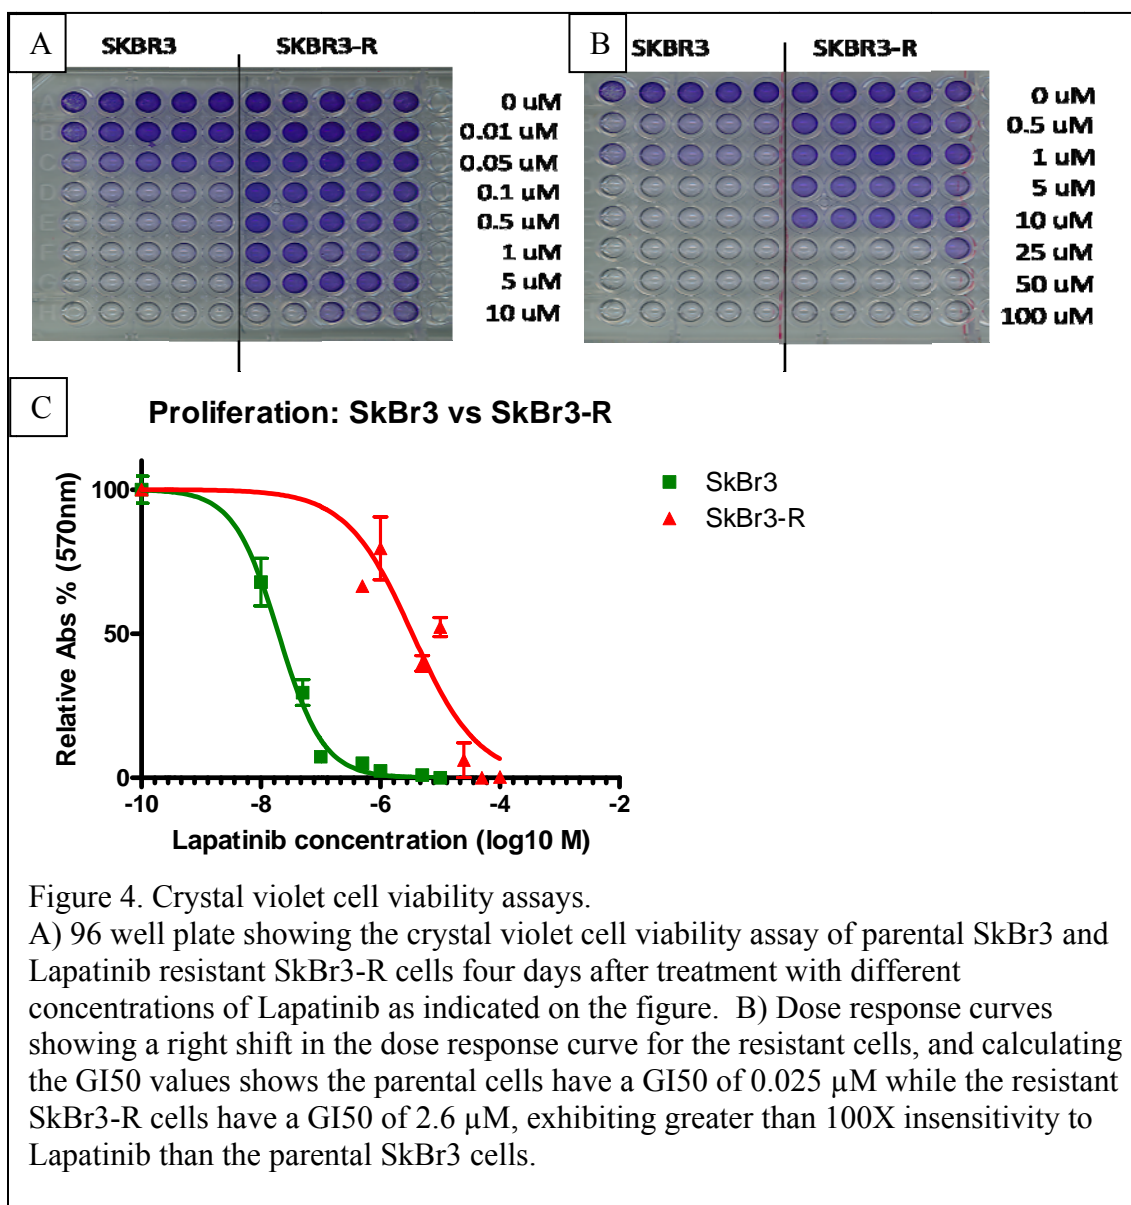 A
SKBR3
SKBR3-R
0 uM
0.01 uM
0.05 uM
0.1 uM
0.5 uM
1 uM
5 uM
10 uM
B
SKBR3
SKBR3-R
0 uM
0.5 uM
1 uM
5 uM
10 uM
25 uM
50 uM
100 uM
C
Proliferation: SkBr3 vs SkBr3-R
Relative Abs % (570nm)
100
50
0
-10
-8
-6
-4
-2
Lapatinib concentration (log10 M)
SkBr3
SkBr3-R
Figure 4. Crystal violet cell viability assays.
A) 96 well plate showing the crystal violet cell viability assay of parental SkBr3 and
Lapatinib resistant SkBr3-R cells four days after treatment with different
concentrations of Lapatinib as indicated on the figure.  B) Dose response curves
showing a right shift in the dose response curve for the resistant cells, and calculating
the GI50 values shows the parental cells have a GI50 of 0.025 µM while the resistant
SkBr3-R cells have a GI50 of 2.6 µM, exhibiting greater than 100X insensitivity to
Lapatinib than the parental SkBr3 cells.